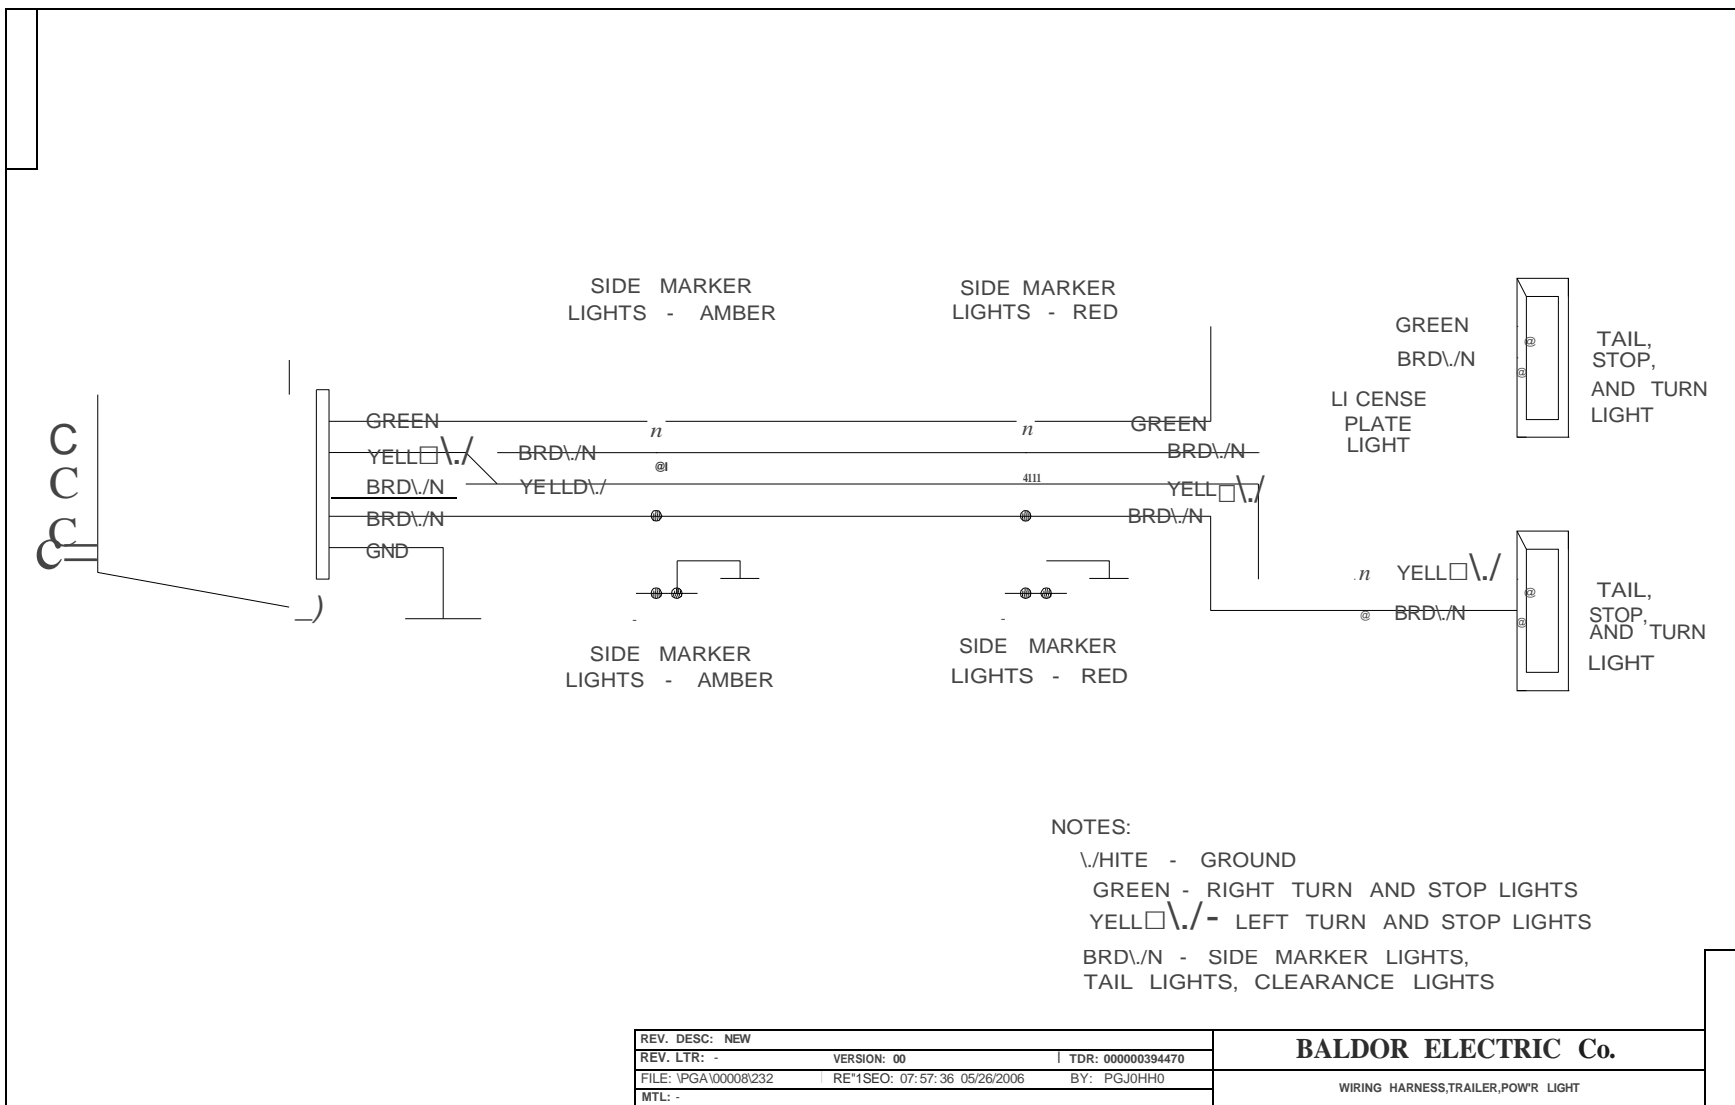 SIDE MARKER
LIGHTS - AMBER
SIDE MARKER
LIGHTS - RED
GREEN
BRD\./N
TAIL,
STOP,
AND TURN
LIGHT
LI CENSE
PLATE
LIGHT
C
C
C
C
GREEN
YELL□\./
BRD\./N
BRD\./N
GND
BRD\./N
YELLD\./
n
@l
n
4111
GREEN
BRD\./N
YELL□\./
BRD\./N
@
@
n YELL□\./
@ BRD\./N
@
@
TAIL,
STOP,
AND TURN
LIGHT
_)
SIDE MARKER
LIGHTS - AMBER
SIDE MARKER
LIGHTS - RED
NOTES:
\./HITE - GROUND
GREEN - RIGHT TURN AND STOP LIGHTS
YELL□\./- LEFT TURN AND STOP LIGHTS
BRD\./N - SIDE MARKER LIGHTS,
TAIL LIGHTS, CLEARANCE LIGHTS
REV. DESC: NEW
REV. LTR: - VERSION: 00 TDR: 000000394470
FILE: \PGA\00008\232 RE"1SEO: 07:57:36 05/26/2006 BY: PGJ0HH0
MTL: -
BALDOR ELECTRIC Co.
WIRING HARNESS,TRAILER,POW'R LIGHT